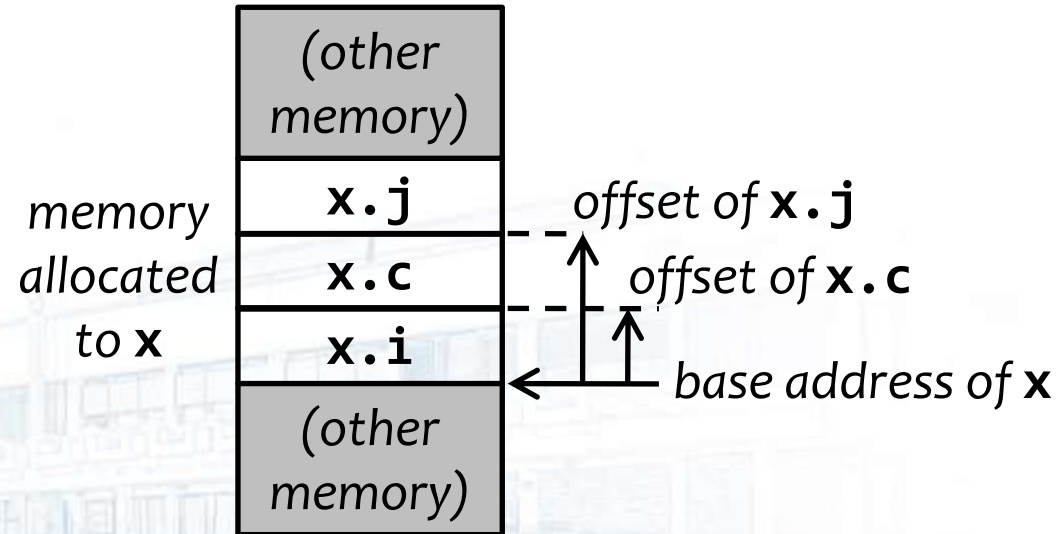 (other
memory)
memory
allocated
to x
x.j
x.c
x.i
offset of x.j
offset of x.c
base address of x
(other
memory)